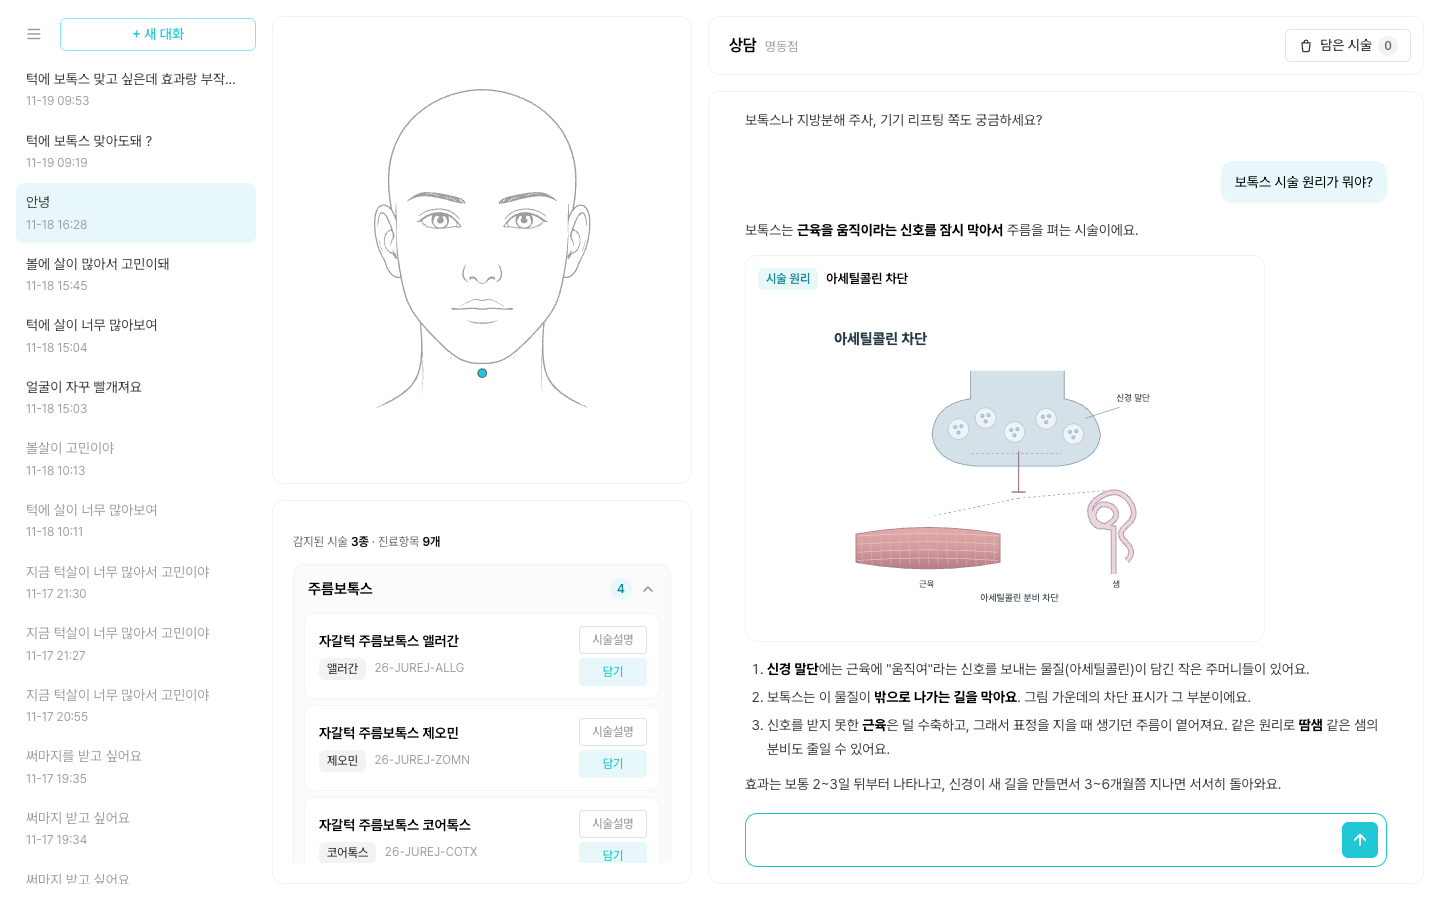 + 새 대화
턱에 보톡스 맞고 싶은데 효과랑 부작...
11-19 09:53
턱에 보톡스 맞아도돼 ?
11-19 09:19
안녕
11-18 16:28
볼에 살이 많아서 고민이돼
11-18 15:45
턱에 살이 너무 많아보여
11-18 15:04
얼굴이 자꾸 빨개져요
11-18 15:03
볼살이 고민이야
11-18 10:13
턱에 살이 너무 많아보여
11-18 10:11
지금 턱살이 너무 많아서 고민이야
11-17 21:30
지금 턱살이 너무 많아서 고민이야
11-17 21:27
지금 턱살이 너무 많아서 고민이야
11-17 20:55
써마지를 받고 싶어요
11-17 19:35
써마지 받고 싶어요
11-17 19:34
써마지 받고 싶어요
감지된 시술 3종 · 진료항목 9개
주름보톡스 4
자갈턱 주름보톡스 앨러간
앨러간 26-JUREJ-ALLG
시술설명
담기
자갈턱 주름보톡스 제오민
제오민 26-JUREJ-ZOMN
시술설명
담기
자갈턱 주름보톡스 코어톡스
코어톡스 26-JUREJ-COTX
시술설명
담기
상담 명동점
담은 시술 0
보톡스나 지방분해 주사, 기기 리프팅 쪽도 궁금하세요?
보톡스 시술 원리가 뭐야?
보톡스는 근육을 움직이라는 신호를 잠시 막아서 주름을 펴는 시술이에요.
시술 원리 아세틸콜린 차단
아세틸콜린 차단
신경 말단
근육
샘
아세틸콜린 분비 차단
1. 신경 말단에는 근육에 "움직여"라는 신호를 보내는 물질(아세틸콜린)이 담긴 작은 주머니들이 있어요.
2. 보톡스는 이 물질이 밖으로 나가는 길을 막아요. 그림 가운데의 차단 표시가 그 부분이에요.
3. 신호를 받지 못한 근육은 덜 수축하고, 그래서 표정을 지을 때 생기던 주름이 옅어져요. 같은 원리로 땀샘 같은 샘의
분비도 줄일 수 있어요.
효과는 보통 2~3일 뒤부터 나타나고, 신경이 새 길을 만들면서 3~6개월쯤 지나면 서서히 돌아와요.